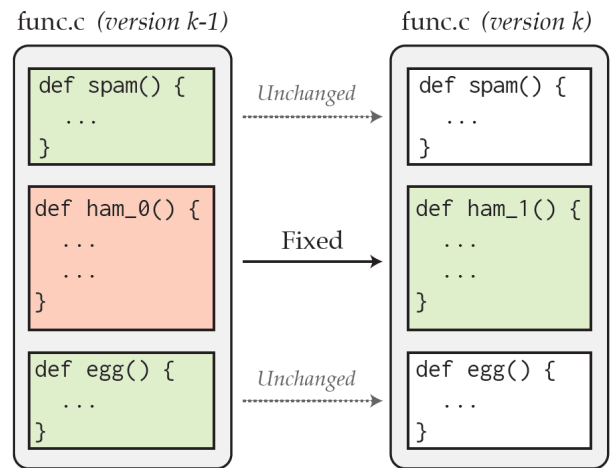 func.c (version k-1)
def spam() {
...
}
def ham_0() {
...
...
}
def egg() {
...
}
Unchanged
Fixed
Unchanged
func.c (version k)
def spam() {
...
}
def ham_1() {
...
...
}
def egg() {
...
}